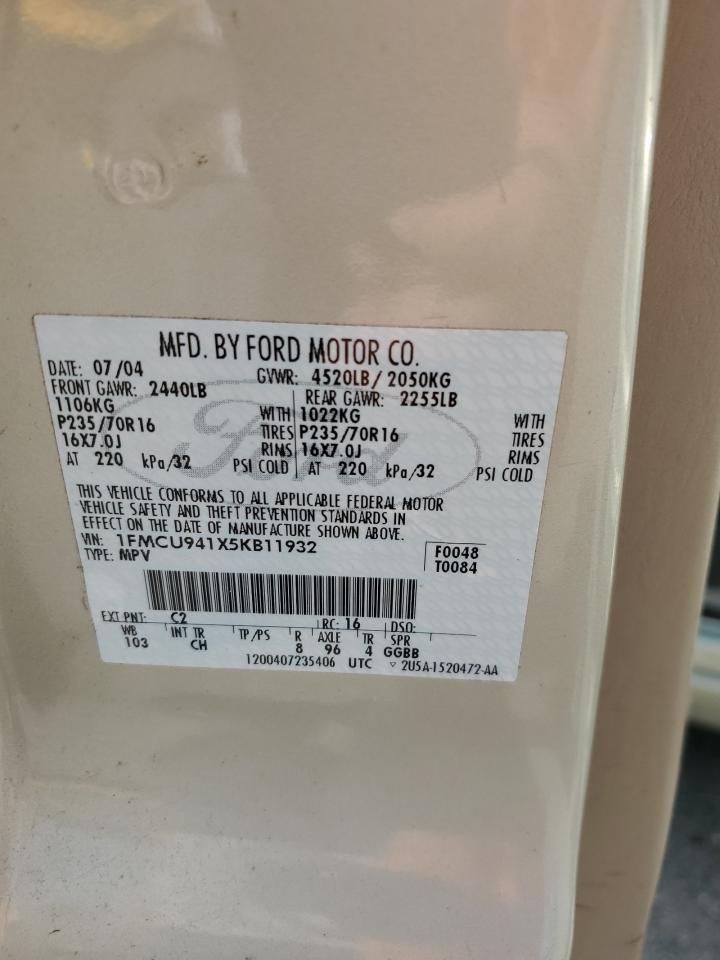 MFD. BY FORD MOTOR CO.
DATE: 07/04 GVWR: 4520LB/ 2050KG
FRONT GAWR: 2440LB REAR GAWR: 2255LB
1106KG WITH 1022KG WITH
P235/70R16 TIRES P235/70R16 TIRES
16X7.0J RIMS 16X7.0J RIMS
AT 220 kPa/32 PSI COLD AT 220 kPa/32 PSI COLD
Ford
THIS VEHICLE CONFORMS TO ALL APPLICABLE FEDERAL MOTOR
VEHICLE SAFETY AND THEFT PREVENTION STANDARDS IN
EFFECT ON THE DATE OF MANUFACTURE SHOWN ABOVE.
VIN: 1FMCU941X5KB11932 F0048
TYPE: MPV T0084
EXT PNT: C2 RC: 16 DSO:
WB INT TR TP/PS R AXLE TR SPR
103 CH 8 96 4 GGBB
1200407235406 UTC ▽ 2U5A-1520472-AA